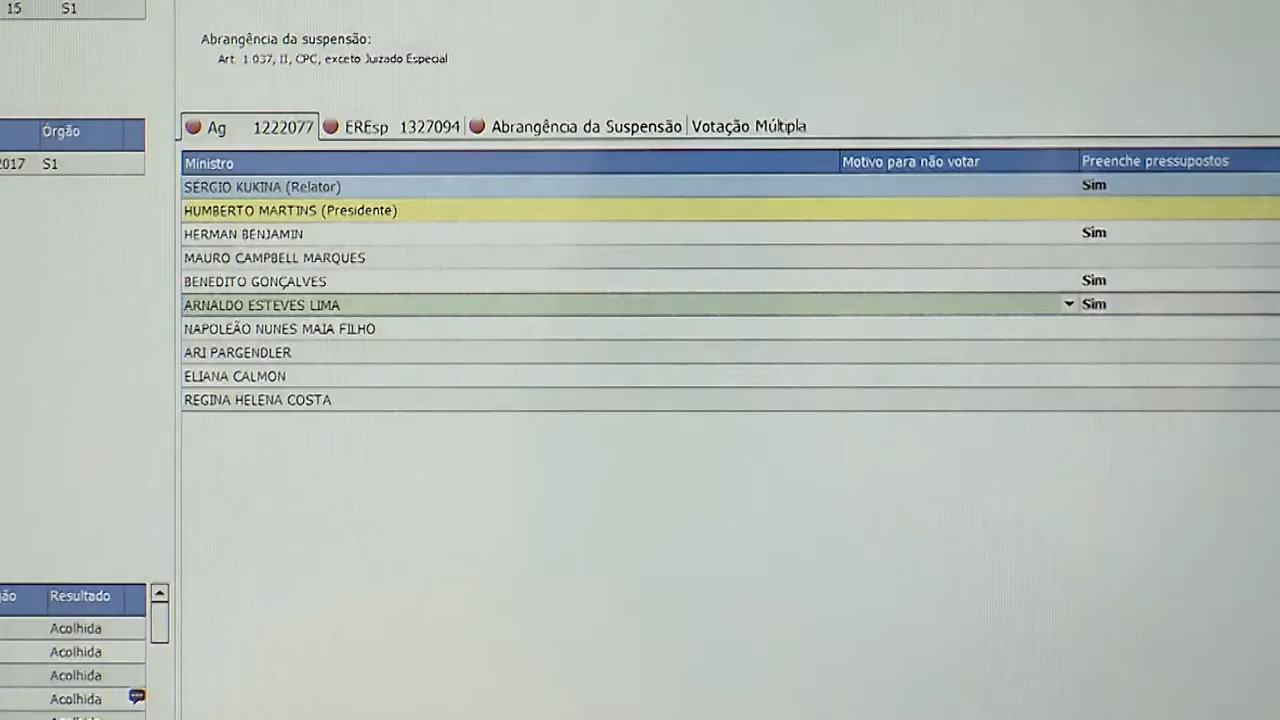 15 S1
Abrangência da suspensão:
Art. 1.037, II, CPC, exceto Juizado Especial
Órgão
2017 S1
Ag 1222077 EREsp 1327094 Abrangência da Suspensão Votação Múltipla
Ministro Motivo para não votar Preenche pressupostos
SÉRGIO KUKINA (Relator) Sim
HUMBERTO MARTINS (Presidente)
HERMAN BENJAMIN Sim
MAURO CAMPBELL MARQUES
BENEDITO GONÇALVES Sim
ARNALDO ESTEVES LIMA Sim
NAPOLEÃO NUNES MAIA FILHO
ARI PARGENDLER
ELIANA CALMON
REGINA HELENA COSTA
ão Resultado
Acolhida
Acolhida
Acolhida
Acolhida